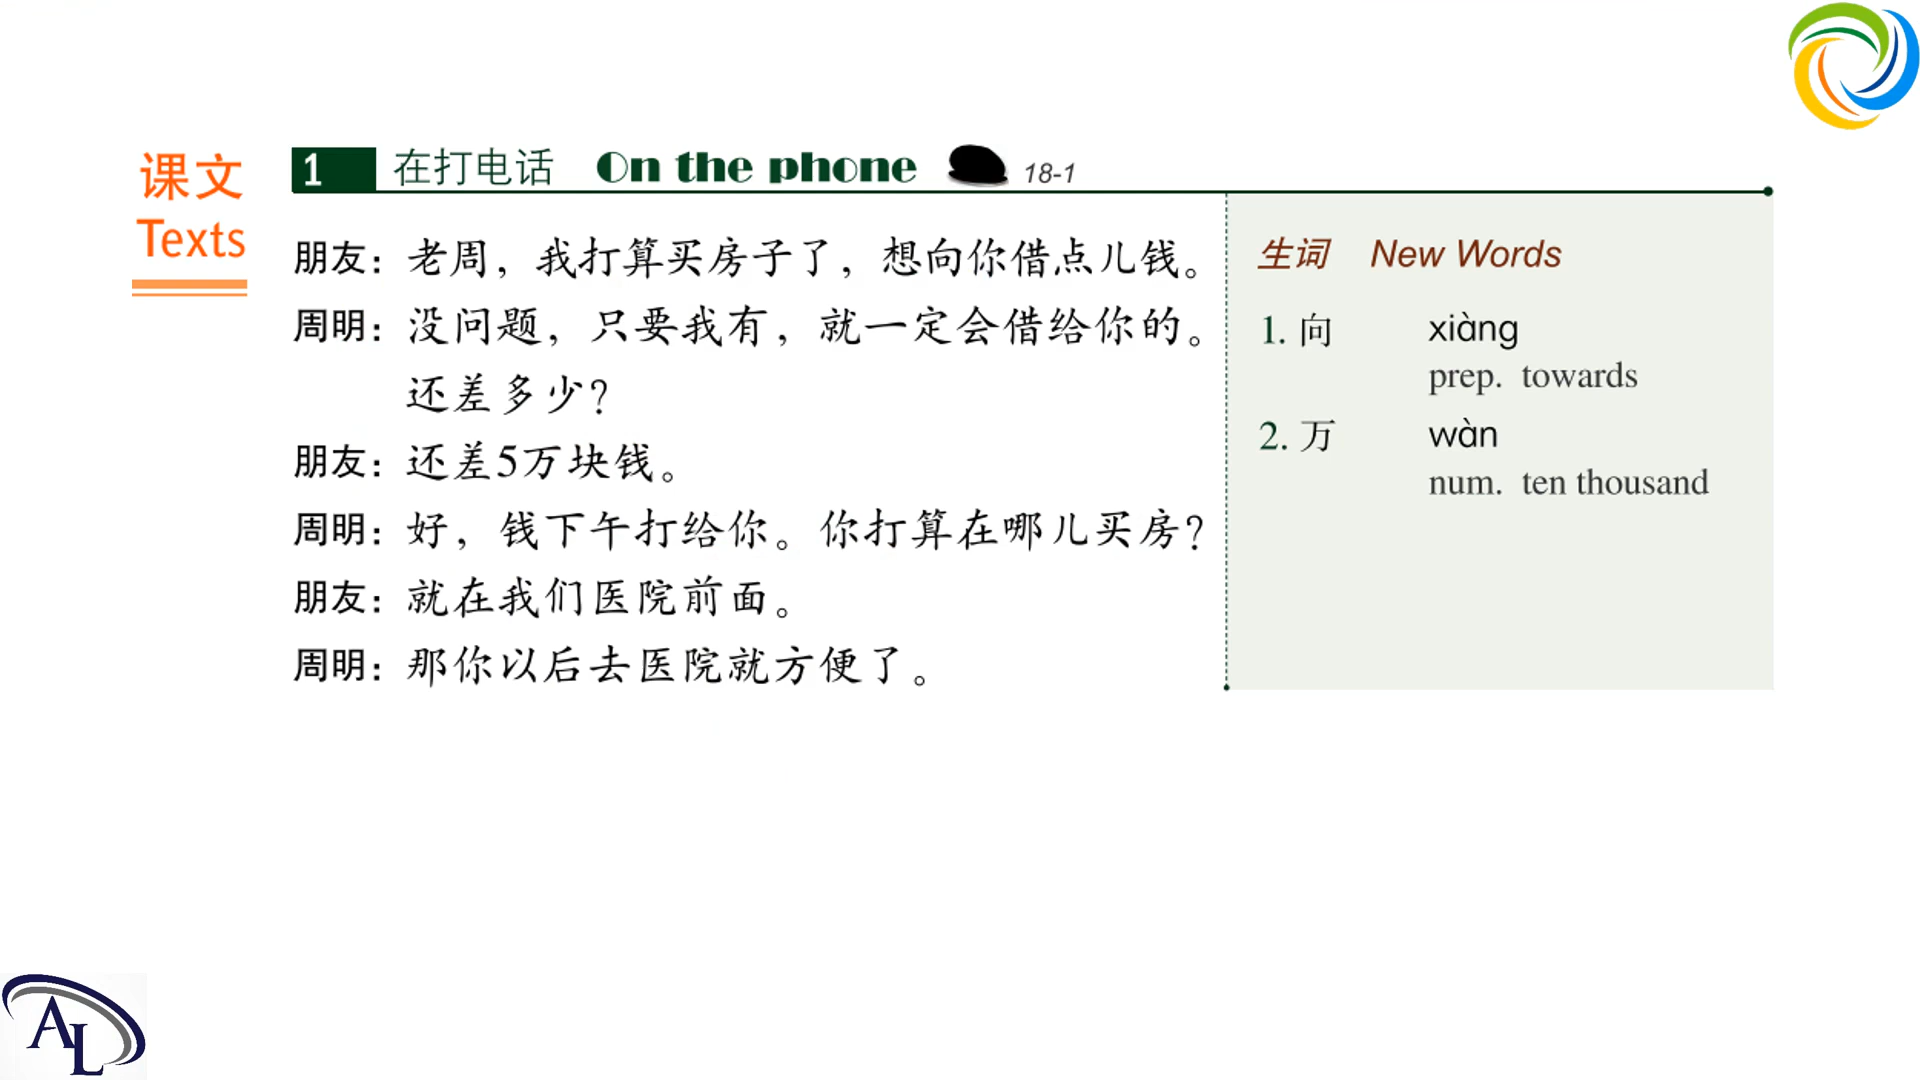 课文
Texts
1 在打电话 On the phone 18-1
朋友：老周，我打算买房子了，想向你借点儿钱。
周明：没问题，只要我有，就一定会借给你的。
还差多少？
朋友：还差5万块钱。
周明：好，钱下午打给你。你打算在哪儿买房？
朋友：就在我们医院前面。
周明：那你以后去医院就方便了。
生词 New Words
1. 向 xiàng
prep. towards
2. 万 wàn
num. ten thousand
AL